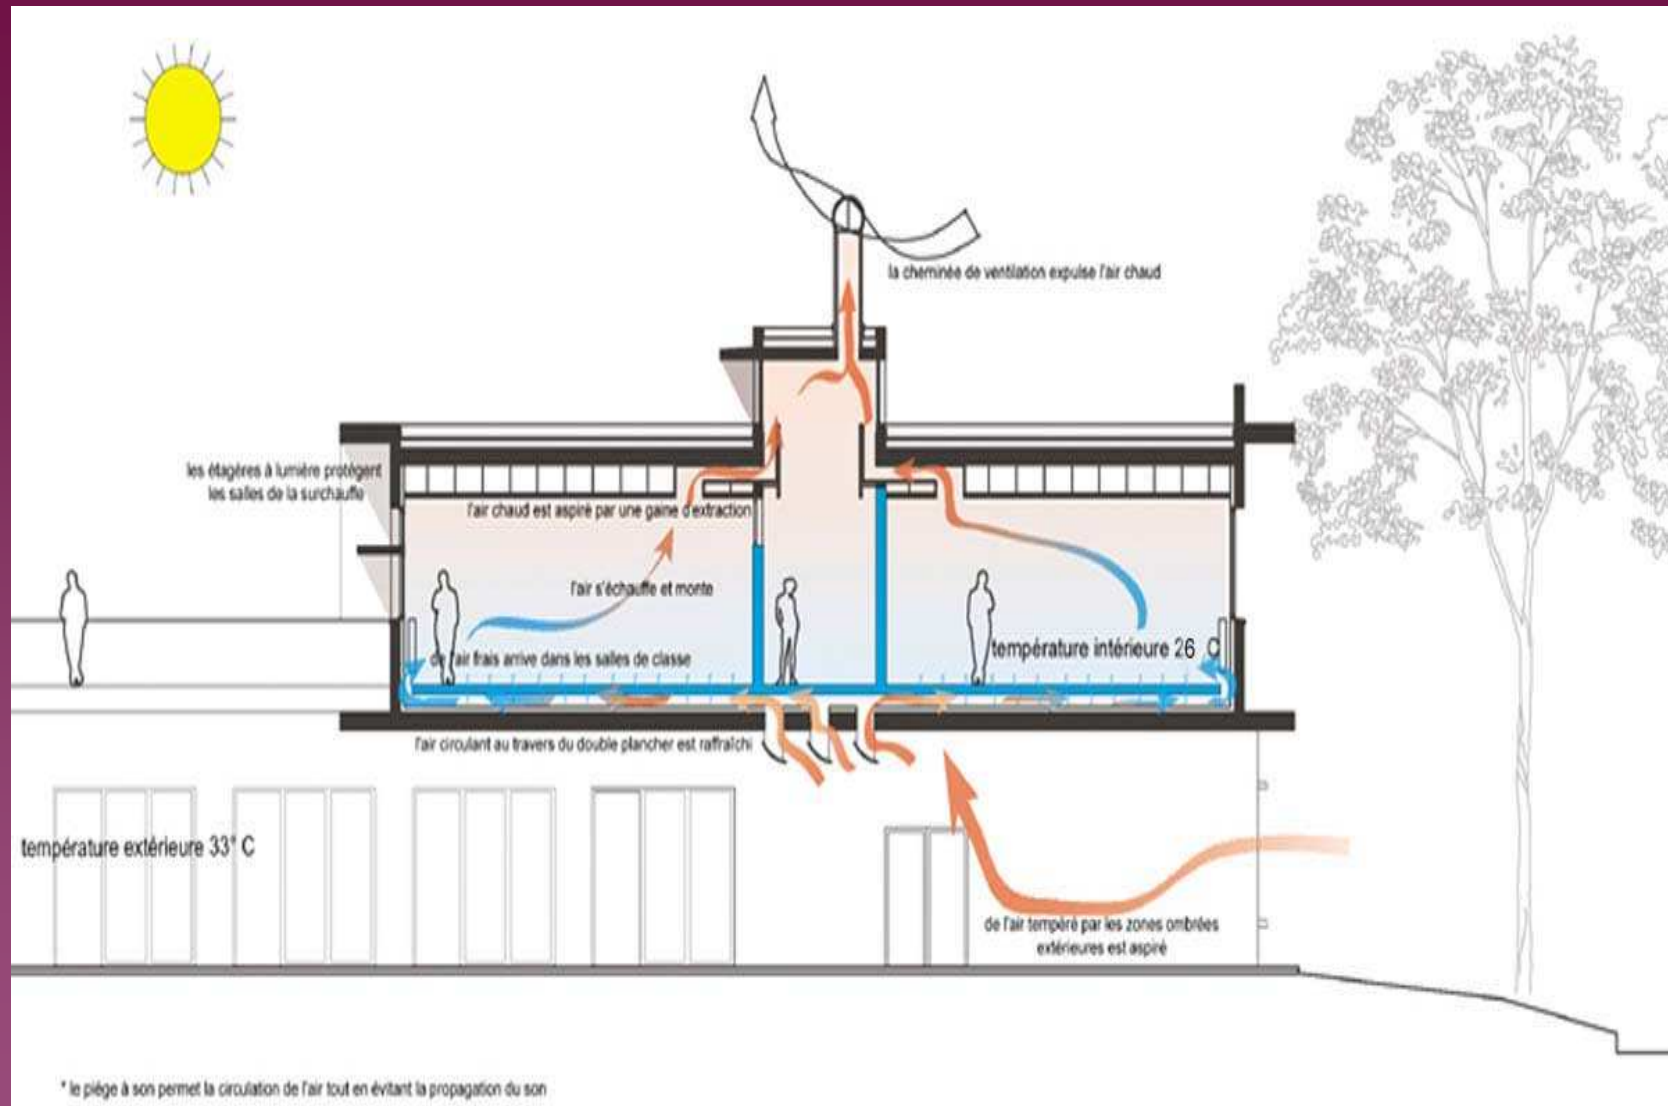 la cheminée de ventilation expulse l'air chaud
les étagères à lumière protégent
les salles de la surchauffe
l'air chaud est aspiré par une gaine d'extraction
l'air s'échauffe et monte
température intérieure 26 C
de l'air frais arrive dans les salles de classe
l'air circulant au travers du double plancher est raffraîchi
température extérieure 33° C
de l'air tempéré par les zones ombrées
extérieures est aspiré
* le piège à son permet la circulation de l'air tout en évitant la propagation du son